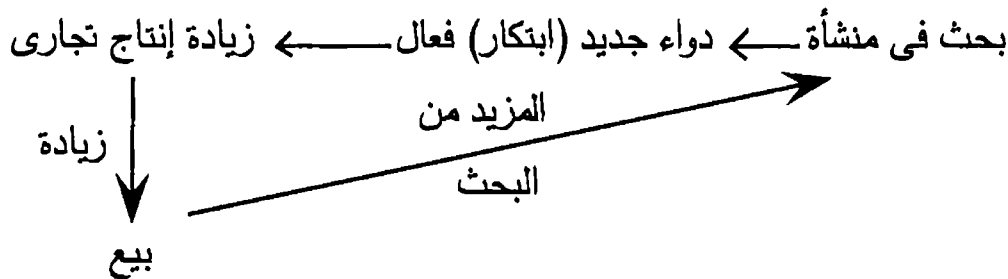 بحث فى منشأة ← دواء جديد (ابتكار) فعال ← زيادة إنتاج تجارى
المزيد من
زيادة
البحث
بيع